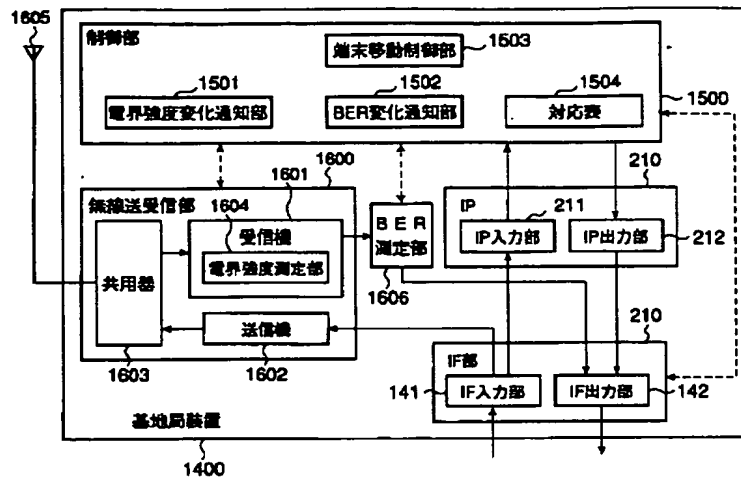 1605
制御部
端末移動制御部
1503
1501
1502
1504
電界強度変化通知部
BER変化通知部
対応表
1500
1600
210
無線送受信部
1601
1604
受信機
電界強度測定部
BER
測定部
1606
IP
211
IP入力部
IP出力部
212
共用器
送信機
1603
1602
210
IF部
141
IF入力部
IF出力部
142
基地局装置
1400